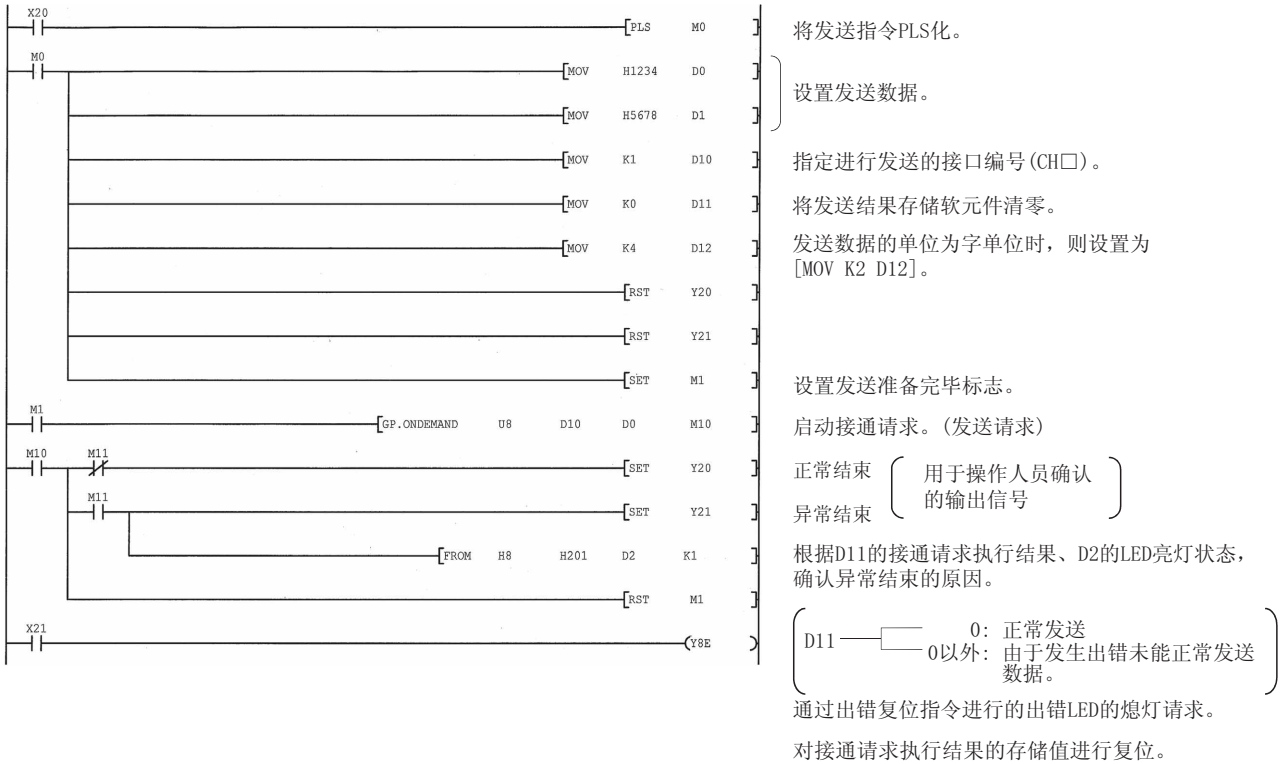 X20
[PLS M0 ]
将发送指令PLS化。
M0
[MOV H1234 D0 ]
设置发送数据。
[MOV H5678 D1 ]
[MOV K1 D10 ]
指定进行发送的接口编号(CH□)。
[MOV K0 D11 ]
将发送结果存储软元件清零。
[MOV K4 D12 ]
发送数据的单位为字单位时，则设置为
[MOV K2 D12]。
[RST Y20 ]
[RST Y21 ]
[SET M1 ]
设置发送准备完毕标志。
M1
[GP.ONDEMAND U8 D10 D0 M10 ]
启动接通请求。(发送请求)
M10 M11
[SET Y20 ]
正常结束
用于操作人员确认
的输出信号
M11
[SET Y21 ]
异常结束
[FROM H8 H201 D2 K1 ]
根据D11的接通请求执行结果、D2的LED亮灯状态，
确认异常结束的原因。
[RST M1 ]
X21
(Y8E )
D11
0: 正常发送
0以外: 由于发生出错未能正常发送
数据。
通过出错复位指令进行的出错LED的熄灯请求。
对接通请求执行结果的存储值进行复位。